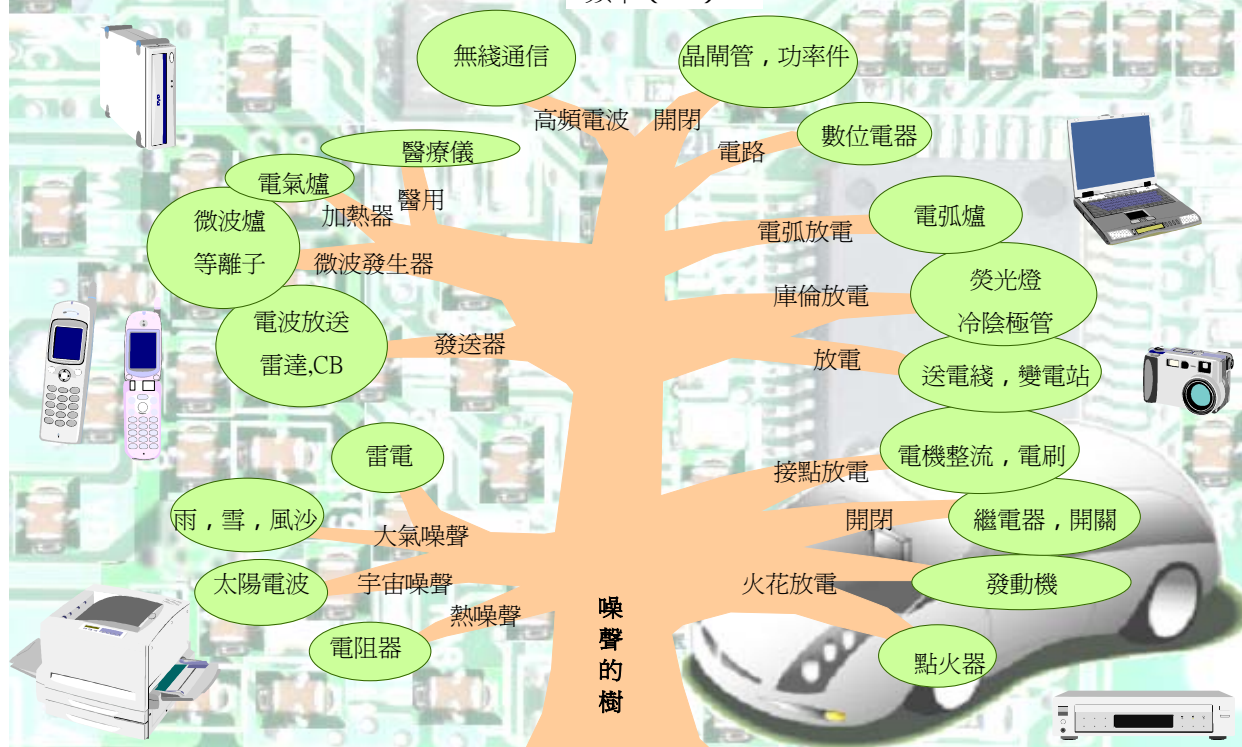 無綫通信
晶閘管，功率件
高頻電波
開閉
醫療儀
電路
數位電器
電氣爐
醫用
加熱器
微波爐
等離子
微波發生器
電弧放電
電弧爐
熒光燈
冷陰極管
庫倫放電
電波放送
雷達,CB
發送器
放電
送電綫，變電站
雷電
電機整流，電刷
接點放電
雨，雪，風沙
大氣噪聲
開閉
繼電器，開關
太陽電波
宇宙噪聲
火花放電
發動機
熱噪聲
電阻器
點火器
噪
聲
的
樹